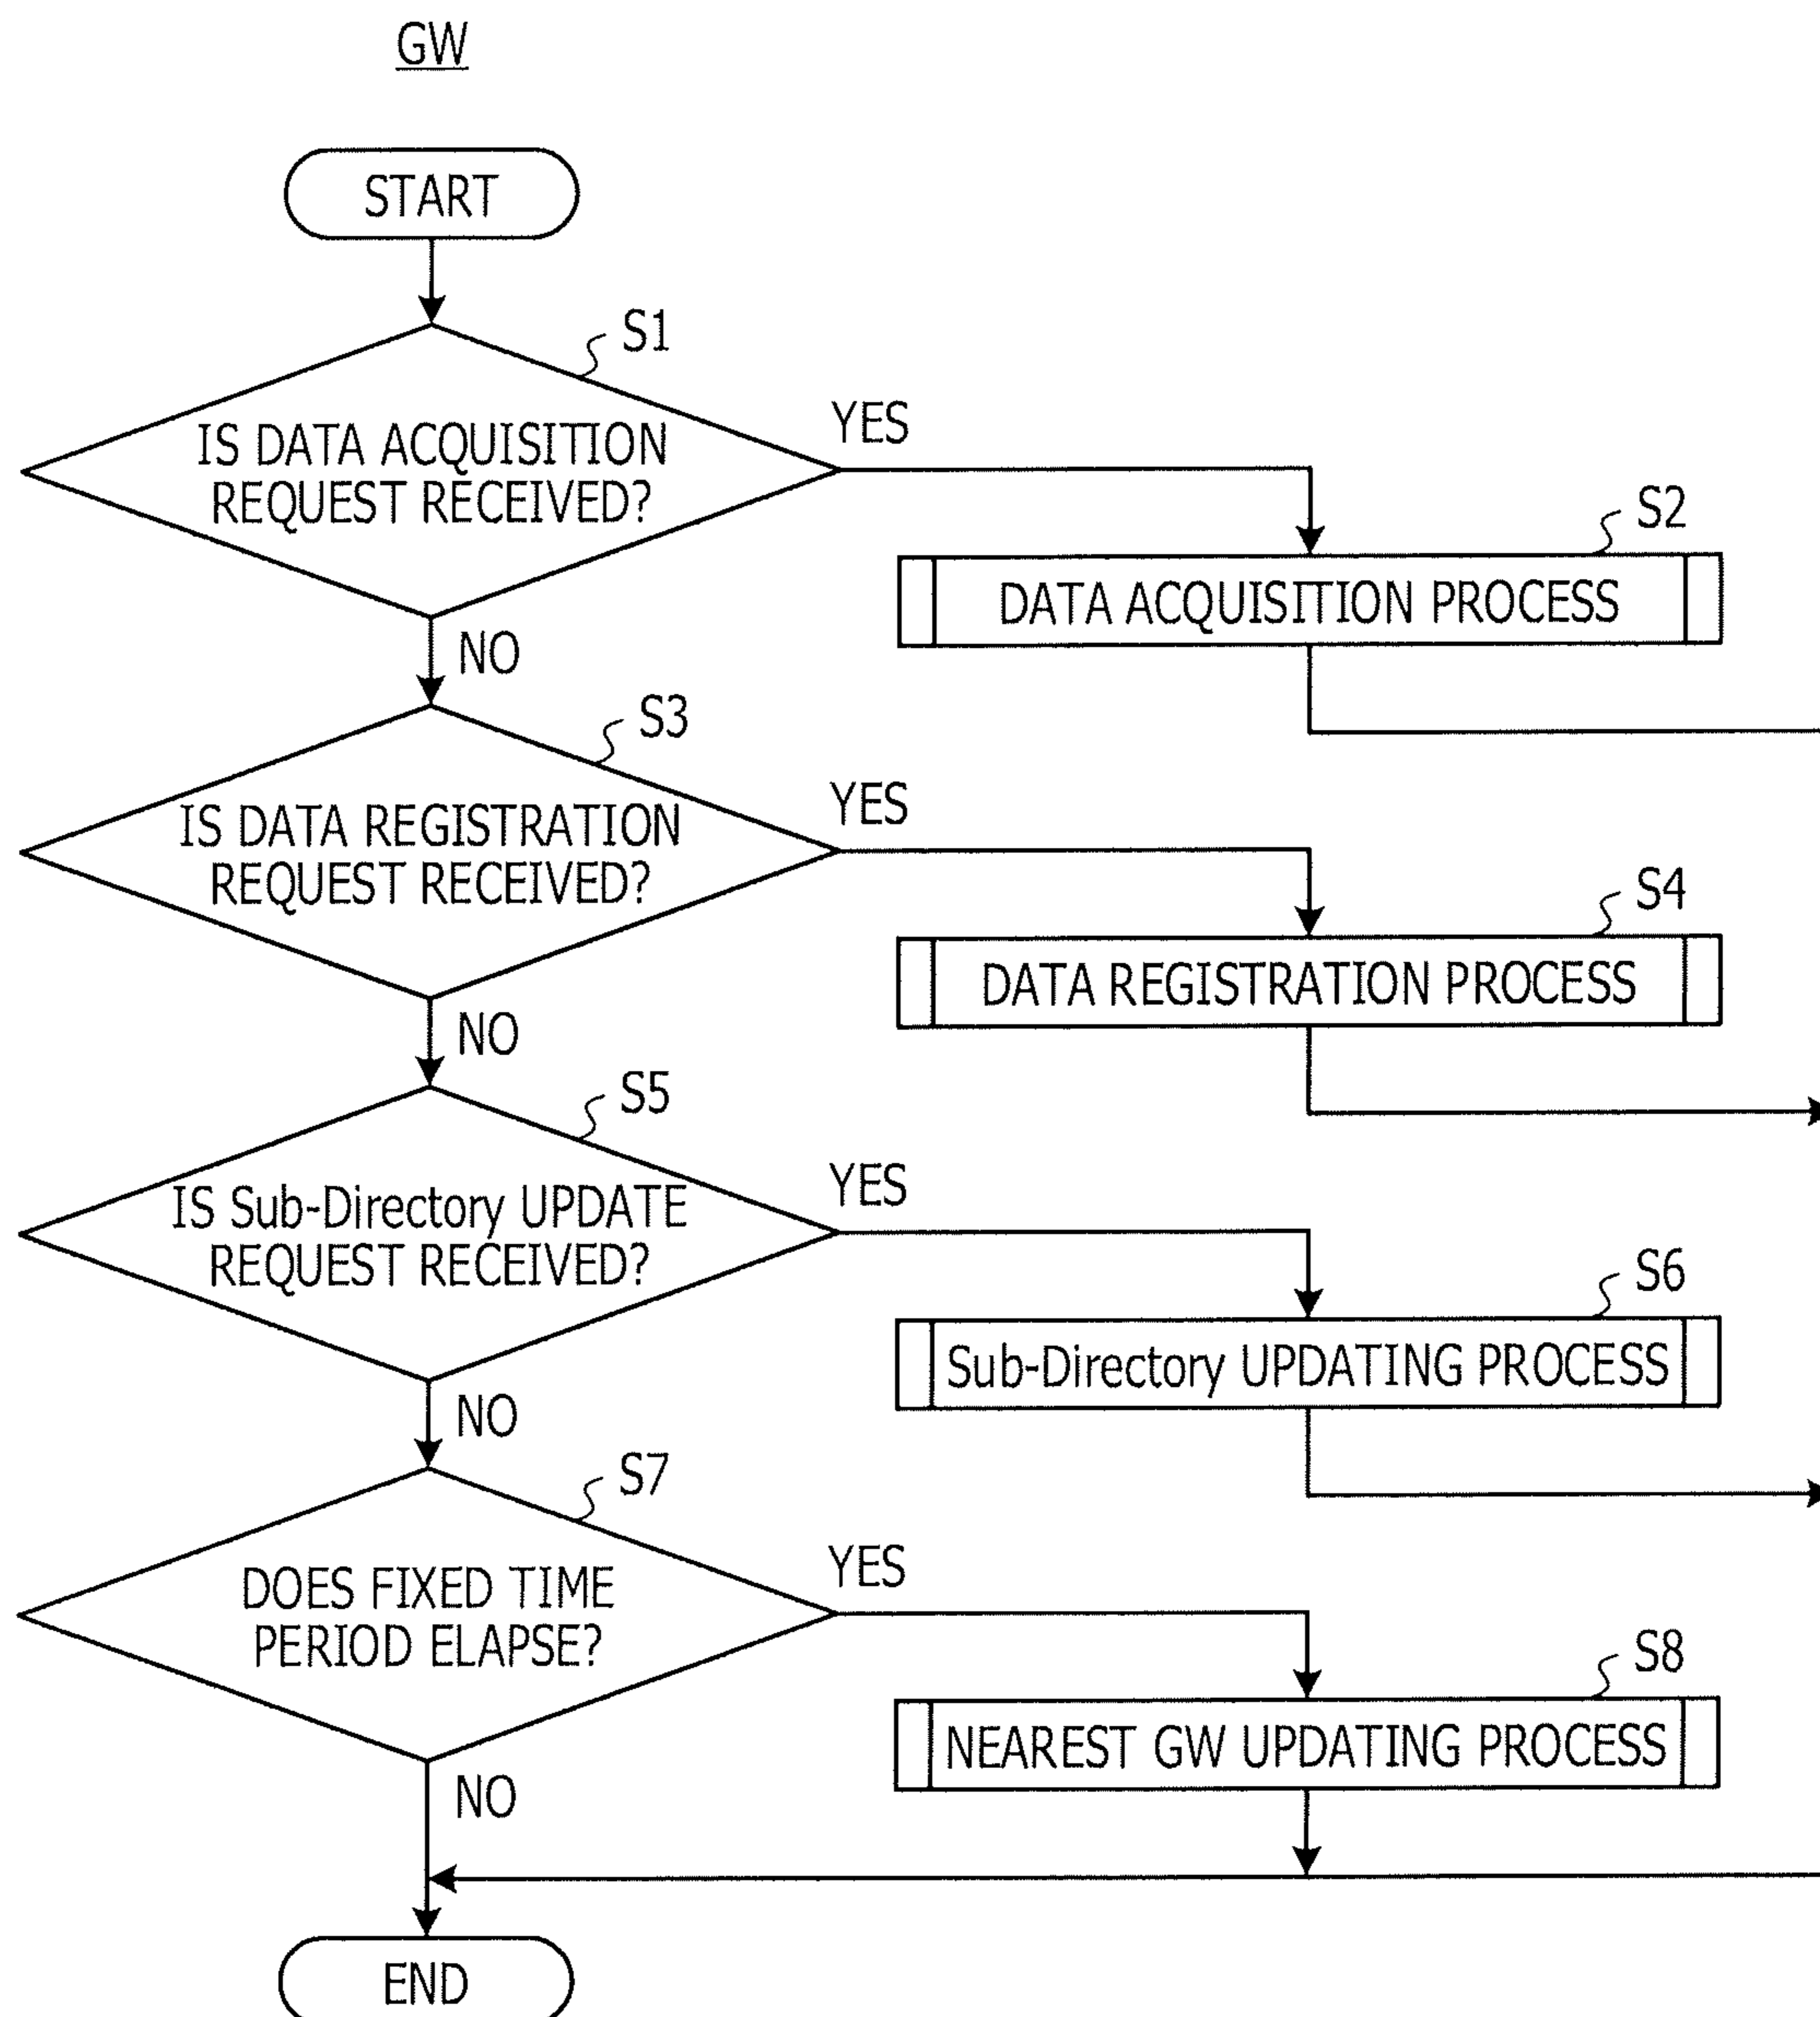 GW
START
S1
IS DATA ACQUISITION
REQUEST RECEIVED?
YES
S2
DATA ACQUISITION PROCESS
NO
S3
IS DATA REGISTRATION
REQUEST RECEIVED?
YES
S4
DATA REGISTRATION PROCESS
NO
S5
IS Sub-Directory UPDATE
REQUEST RECEIVED?
YES
S6
Sub-Directory UPDATING PROCESS
NO
S7
DOES FIXED TIME
PERIOD ELAPSE?
YES
S8
NEAREST GW UPDATING PROCESS
NO
END